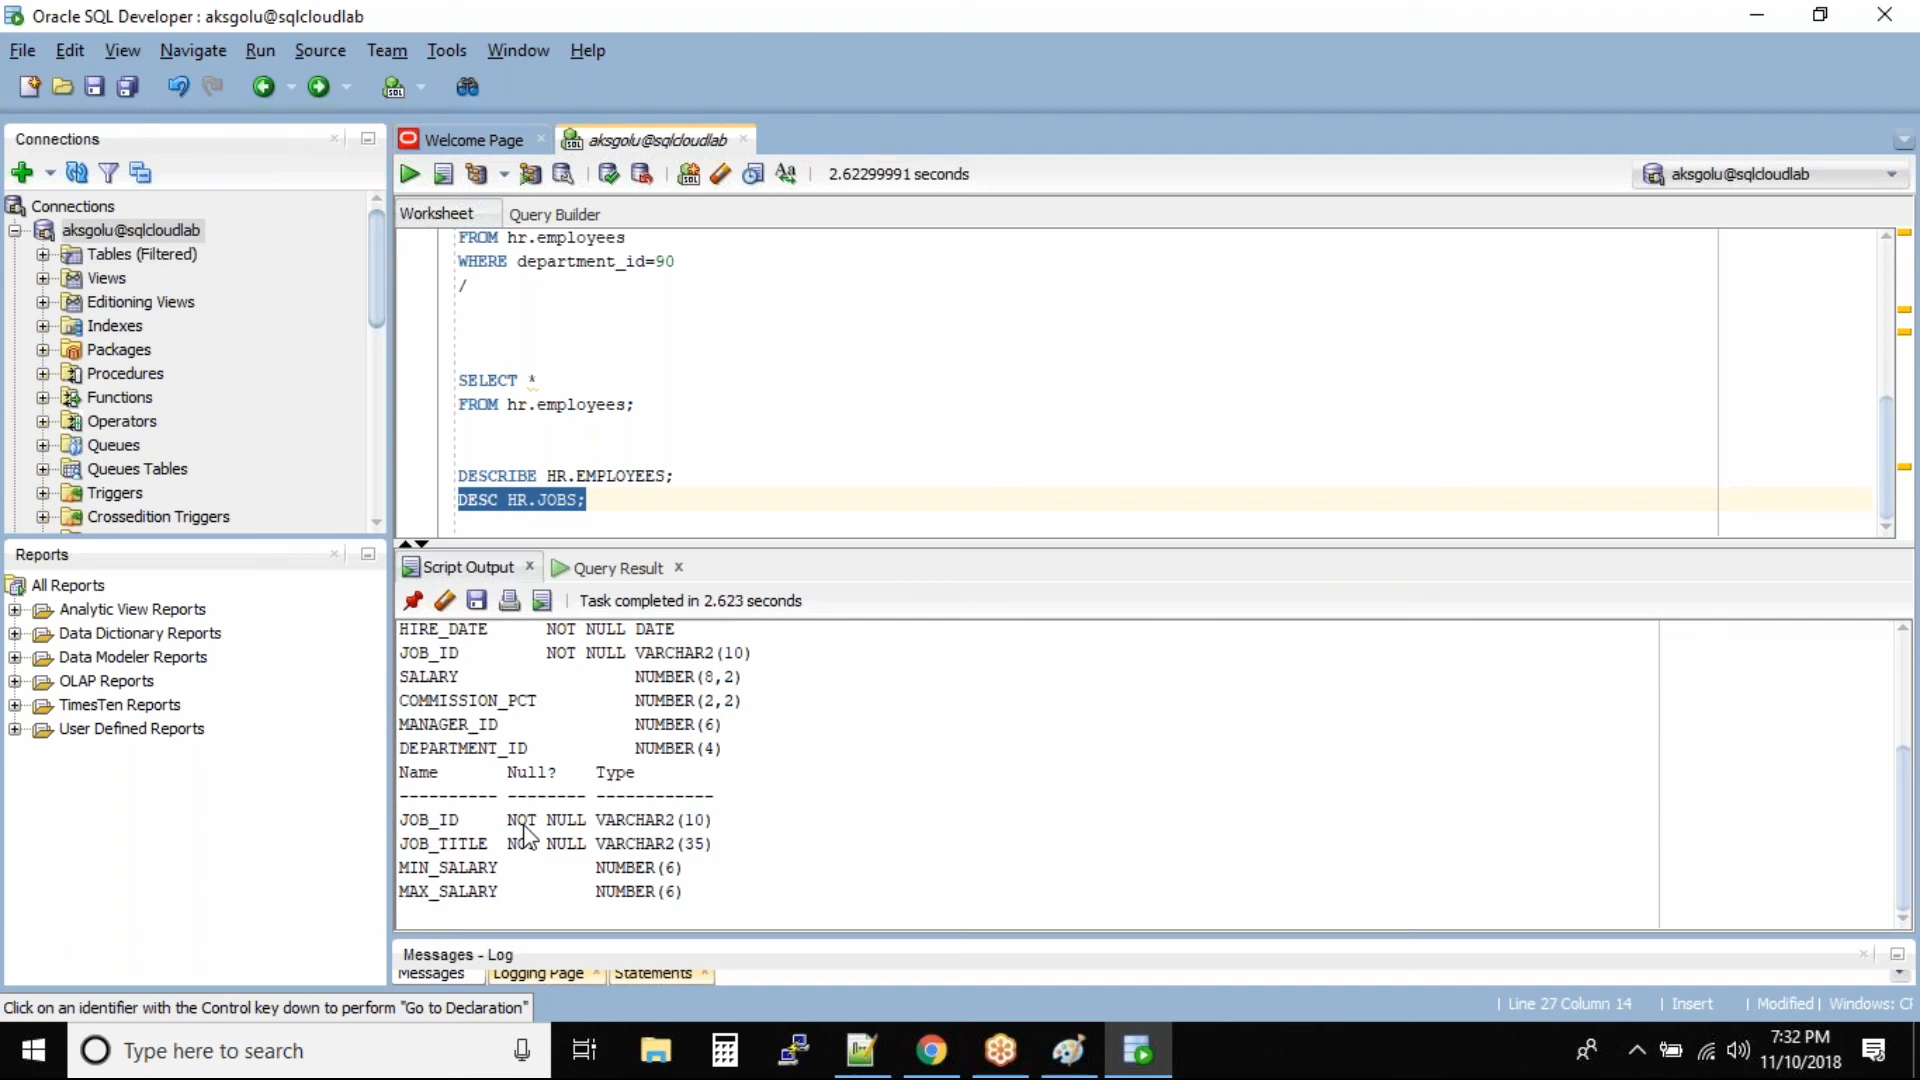 Oracle SQL Developer : aksgolu@sqlcloudlab
File Edit View Navigate Run Source Team Tools Window Help
Connections
Welcome Page
aksgolu@sqlcloudlab
2.62299991 seconds
aksgolu@sqlcloudlab
Worksheet
Query Builder
Connections
aksgolu@sqlcloudlab
Tables (Filtered)
Views
Editioning Views
Indexes
Packages
Procedures
Functions
Operators
Queues
Queues Tables
Triggers
Crossedition Triggers
FROM hr.employees
WHERE department_id=90
/
SELECT *
FROM hr.employees;
DESCRIBE HR.EMPLOYEES;
DESC HR.JOBS;
Reports
All Reports
Analytic View Reports
Data Dictionary Reports
Data Modeler Reports
OLAP Reports
TimesTen Reports
User Defined Reports
Script Output
Query Result
Task completed in 2.623 seconds
HIRE_DATE NOT NULL DATE
JOB_ID NOT NULL VARCHAR2(10)
SALARY NUMBER(8,2)
COMMISSION_PCT NUMBER(2,2)
MANAGER_ID NUMBER(6)
DEPARTMENT_ID NUMBER(4)
Name Null? Type
---------- -------- ------------
JOB_ID NOT NULL VARCHAR2(10)
JOB_TITLE NOT NULL VARCHAR2(35)
MIN_SALARY NUMBER(6)
MAX_SALARY NUMBER(6)
Messages - Log
Messages
Logging Page
Statements
Click on an identifier with the Control key down to perform "Go to Declaration"
| Line 27 Column 14 | Insert | Modified | Windows: CF
Type here to search
7:32 PM
11/10/2018